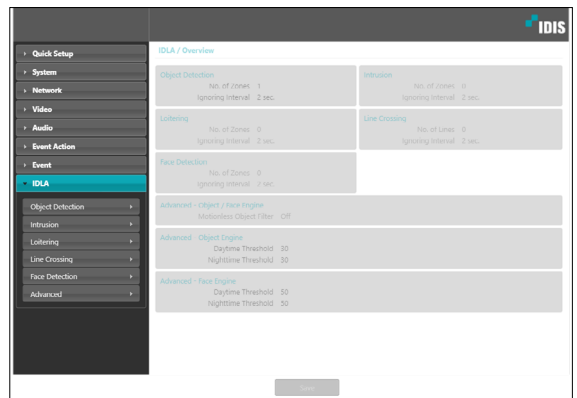 IDIS
Quick Setup
System
Network
Video
Audio
Event Action
Event
IDLA
Object Detection
Intrusion
Loitering
Line Crossing
Face Detection
Advanced
IDLA / Overview
Object Detection
No. of Zones 1
Ignoring Interval 2 sec.
Intrusion
No. of Zones 0
Ignoring Interval 2 sec.
Loitering
No. of Zones 0
Ignoring Interval 2 sec.
Line Crossing
No. of Lines 0
Ignoring Interval 2 sec.
Face Detection
No. of Zones 0
Ignoring Interval 2 sec.
Advanced - Object / Face Engine
Motionless Object Filter Off
Advanced - Object Engine
Daytime Threshold 30
Nighttime Threshold 30
Advanced - Face Engine
Daytime Threshold 50
Nighttime Threshold 50
Save